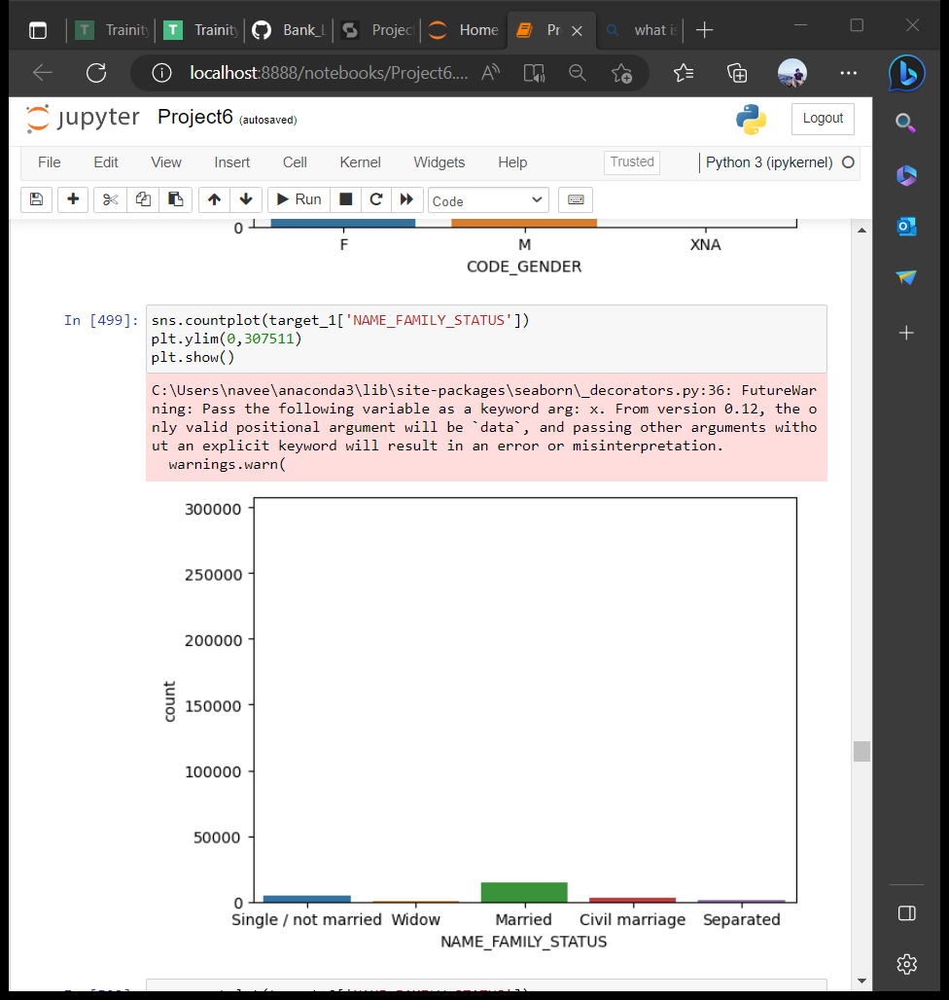 Trainity
Trainity
Bank_L
Project
Home
Pr
what is
localhost:8888/notebooks/Project6....
jupyter Project6 (autosaved)
Logout
File Edit View Insert Cell Kernel Widgets Help Trusted Python 3 (ipykernel)
Run Code
0
F M XNA
CODE_GENDER
In [499]: sns.countplot(target_1['NAME_FAMILY_STATUS'])
plt.ylim(0,307511)
plt.show()
C:\Users\navee\anaconda3\lib\site-packages\seaborn\_decorators.py:36: FutureWar
ning: Pass the following variable as a keyword arg: x. From version 0.12, the o
nly valid positional argument will be `data`, and passing other arguments witho
ut an explicit keyword will result in an error or misinterpretation.
warnings.warn(
300000
250000
200000
150000
count
100000
50000
0
Single / not married Widow Married Civil marriage Separated
NAME_FAMILY_STATUS